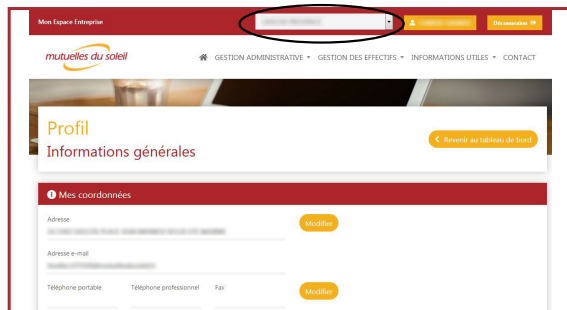 Mon Espace Entreprise
Déconnexion
mutuelles du soleil
GESTION ADMINISTRATIVE GESTION DES EFFECTIFS INFORMATIONS UTILES CONTACT
Profil
Informations générales
Revenir au tableau de bord
Mes coordonnées
Adresse
Modifier
Adresse e-mail
Téléphone portable Téléphone professionnel Fax
Modifier